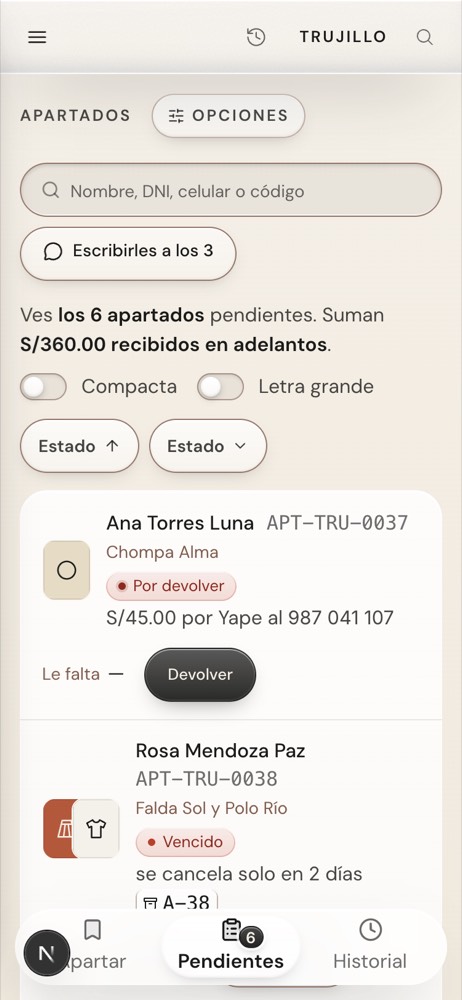 TRUJILLO
APARTADOS
OPCIONES
Nombre, DNI, celular o código
Escribirles a los 3
Ves los 6 apartados pendientes. Suman
S/360.00 recibidos en adelantos.
Compacta
Letra grande
Estado ↑
Estado
Ana Torres Luna APT-TRU-0037
Chompa Alma
Por devolver
S/45.00 por Yape al 987 041 107
Le falta —
Devolver
Rosa Mendoza Paz
APT-TRU-0038
Falda Sol y Polo Río
Vencido
se cancela solo en 2 días
A-38
N
partar
6
Pendientes
Historial